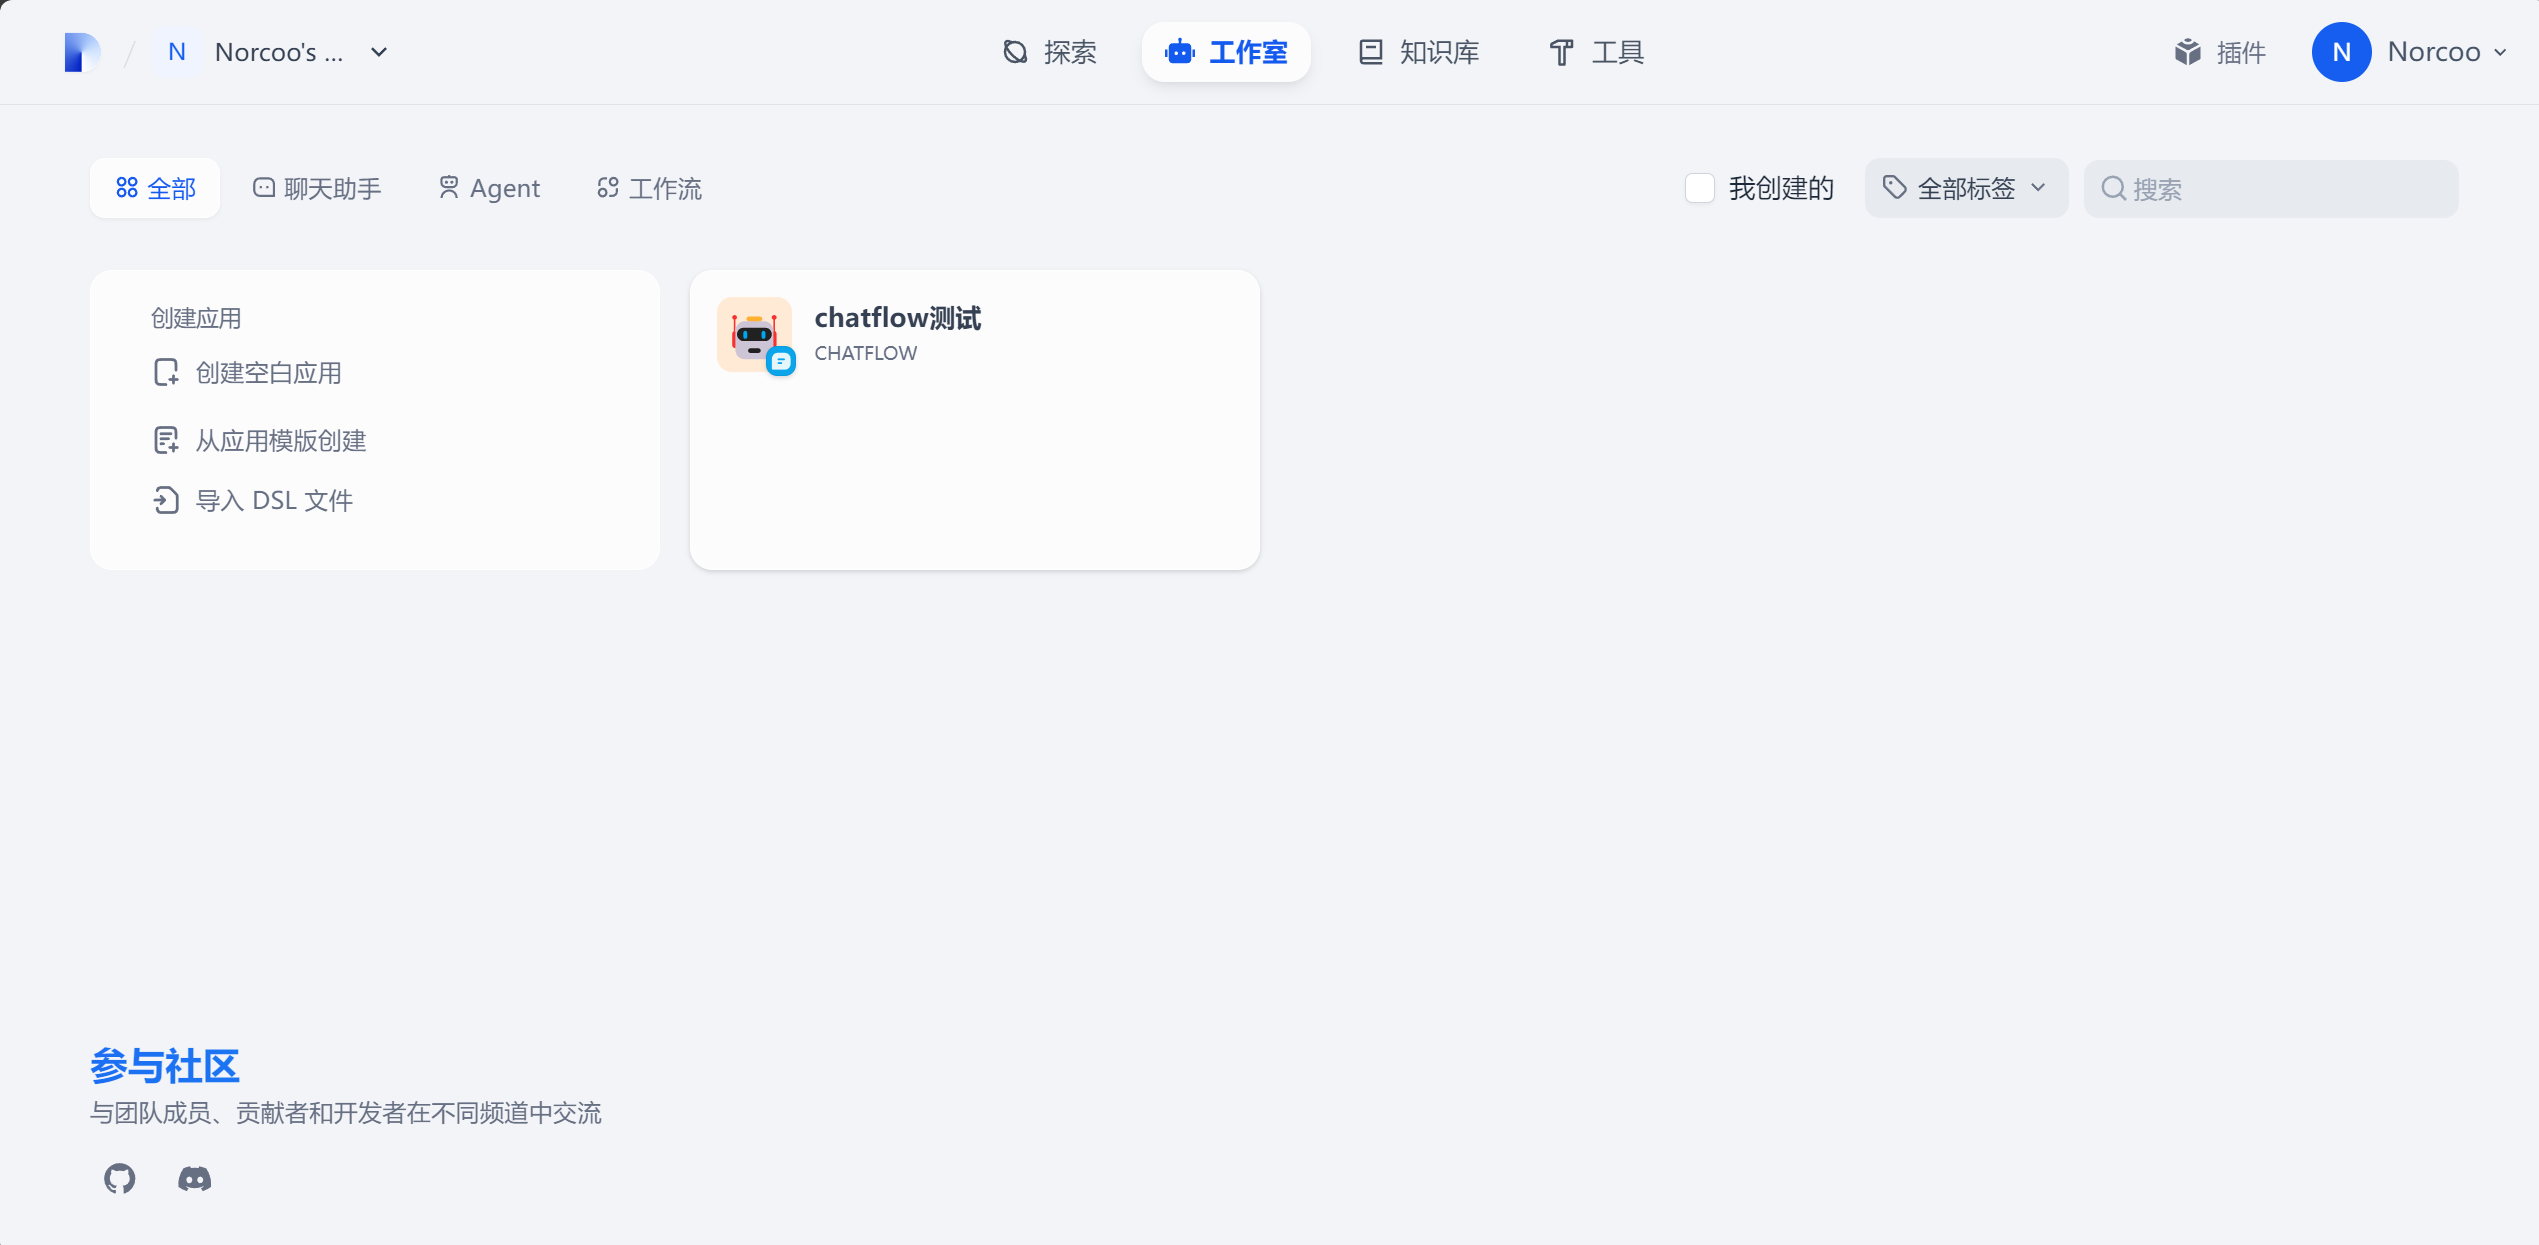 N Norcoo's ...
探索 工作室 知识库 工具
插件 N Norcoo
全部 聊天助手 Agent 工作流
我创建的 全部标签 搜索
创建应用
创建空白应用
从应用模版创建
导入 DSL 文件
chatflow测试
CHATFLOW
参与社区
与团队成员、贡献者和开发者在不同频道中交流